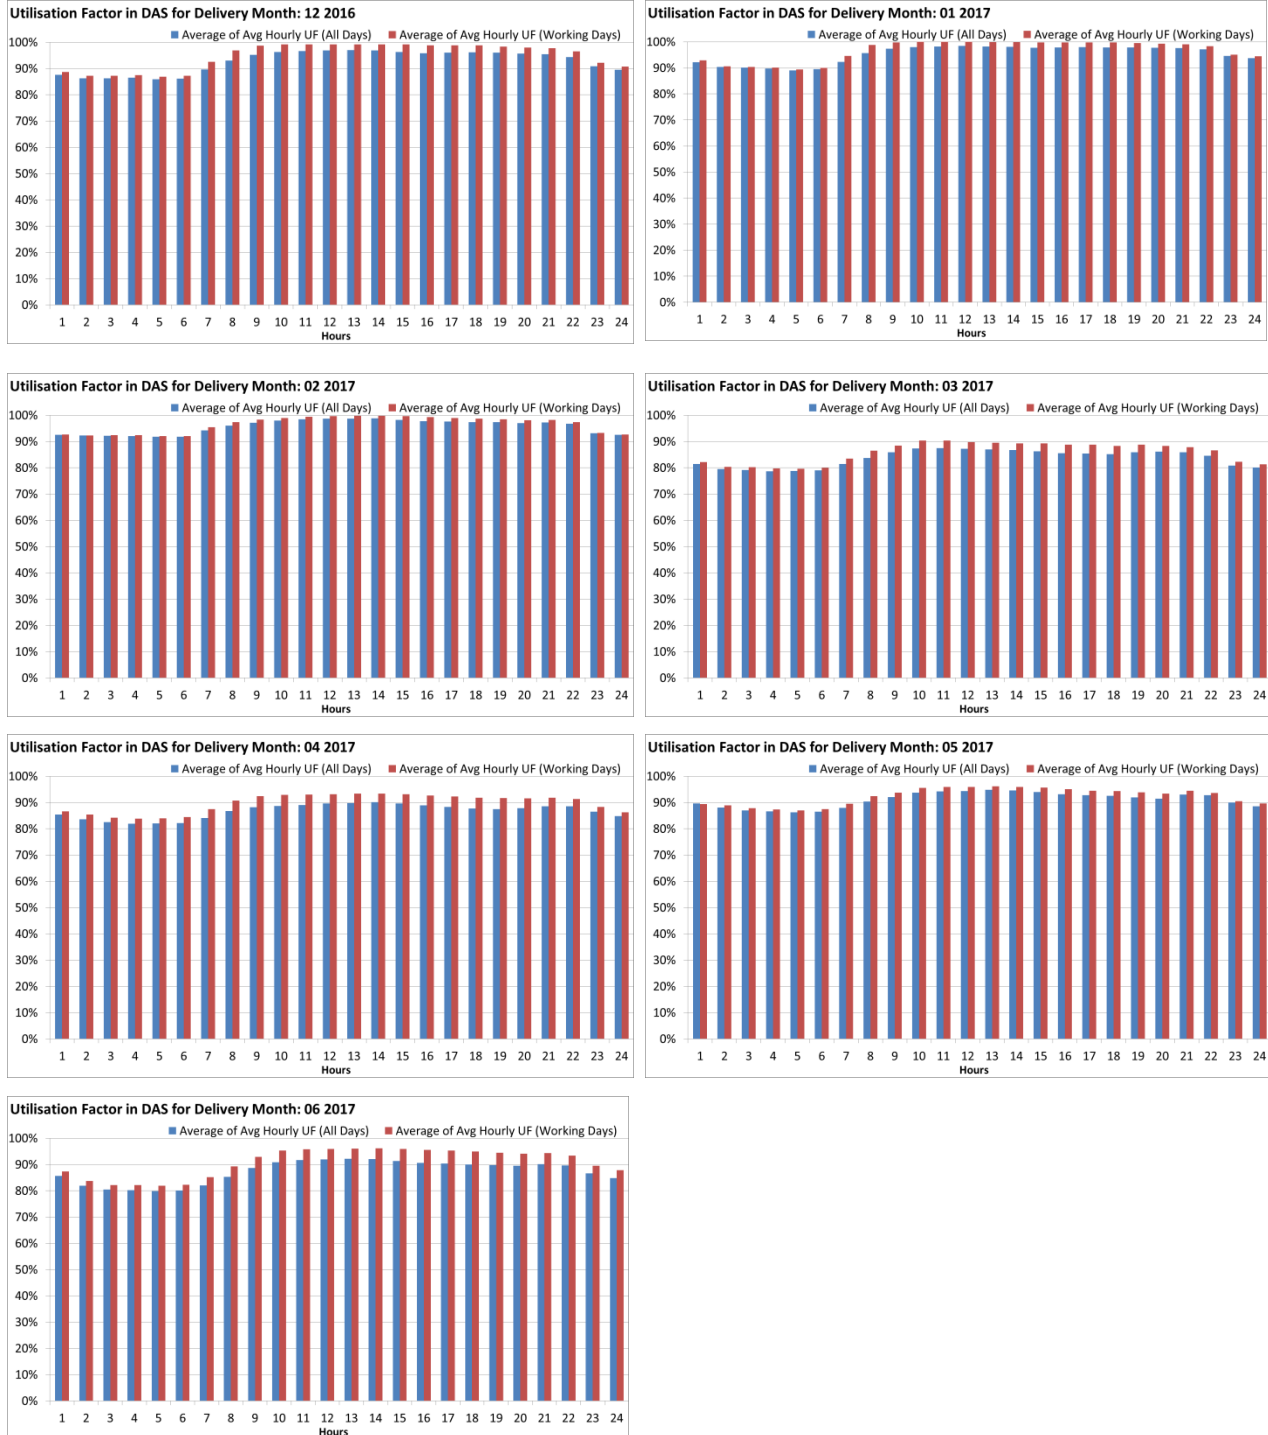 Utilisation Factor in DAS for Delivery Month: 12 2016
Average of Avg Hourly UF (All Days) Average of Avg Hourly UF (Working Days)
100%
90%
80%
70%
60%
50%
40%
30%
20%
10%
0%
1 2 3 4 5 6 7 8 9 10 11 12 13 14 15 16 17 18 19 20 21 22 23 24
Hours
Utilisation Factor in DAS for Delivery Month: 01 2017
Average of Avg Hourly UF (All Days) Average of Avg Hourly UF (Working Days)
100%
90%
80%
70%
60%
50%
40%
30%
20%
10%
0%
1 2 3 4 5 6 7 8 9 10 11 12 13 14 15 16 17 18 19 20 21 22 23 24
Hours
Utilisation Factor in DAS for Delivery Month: 02 2017
Average of Avg Hourly UF (All Days) Average of Avg Hourly UF (Working Days)
100%
90%
80%
70%
60%
50%
40%
30%
20%
10%
0%
1 2 3 4 5 6 7 8 9 10 11 12 13 14 15 16 17 18 19 20 21 22 23 24
Hours
Utilisation Factor in DAS for Delivery Month: 03 2017
Average of Avg Hourly UF (All Days) Average of Avg Hourly UF (Working Days)
100%
90%
80%
70%
60%
50%
40%
30%
20%
10%
0%
1 2 3 4 5 6 7 8 9 10 11 12 13 14 15 16 17 18 19 20 21 22 23 24
Hours
Utilisation Factor in DAS for Delivery Month: 04 2017
Average of Avg Hourly UF (All Days) Average of Avg Hourly UF (Working Days)
100%
90%
80%
70%
60%
50%
40%
30%
20%
10%
0%
1 2 3 4 5 6 7 8 9 10 11 12 13 14 15 16 17 18 19 20 21 22 23 24
Hours
Utilisation Factor in DAS for Delivery Month: 05 2017
Average of Avg Hourly UF (All Days) Average of Avg Hourly UF (Working Days)
100%
90%
80%
70%
60%
50%
40%
30%
20%
10%
0%
1 2 3 4 5 6 7 8 9 10 11 12 13 14 15 16 17 18 19 20 21 22 23 24
Hours
Utilisation Factor in DAS for Delivery Month: 06 2017
Average of Avg Hourly UF (All Days) Average of Avg Hourly UF (Working Days)
100%
90%
80%
70%
60%
50%
40%
30%
20%
10%
0%
1 2 3 4 5 6 7 8 9 10 11 12 13 14 15 16 17 18 19 20 21 22 23 24
Hours